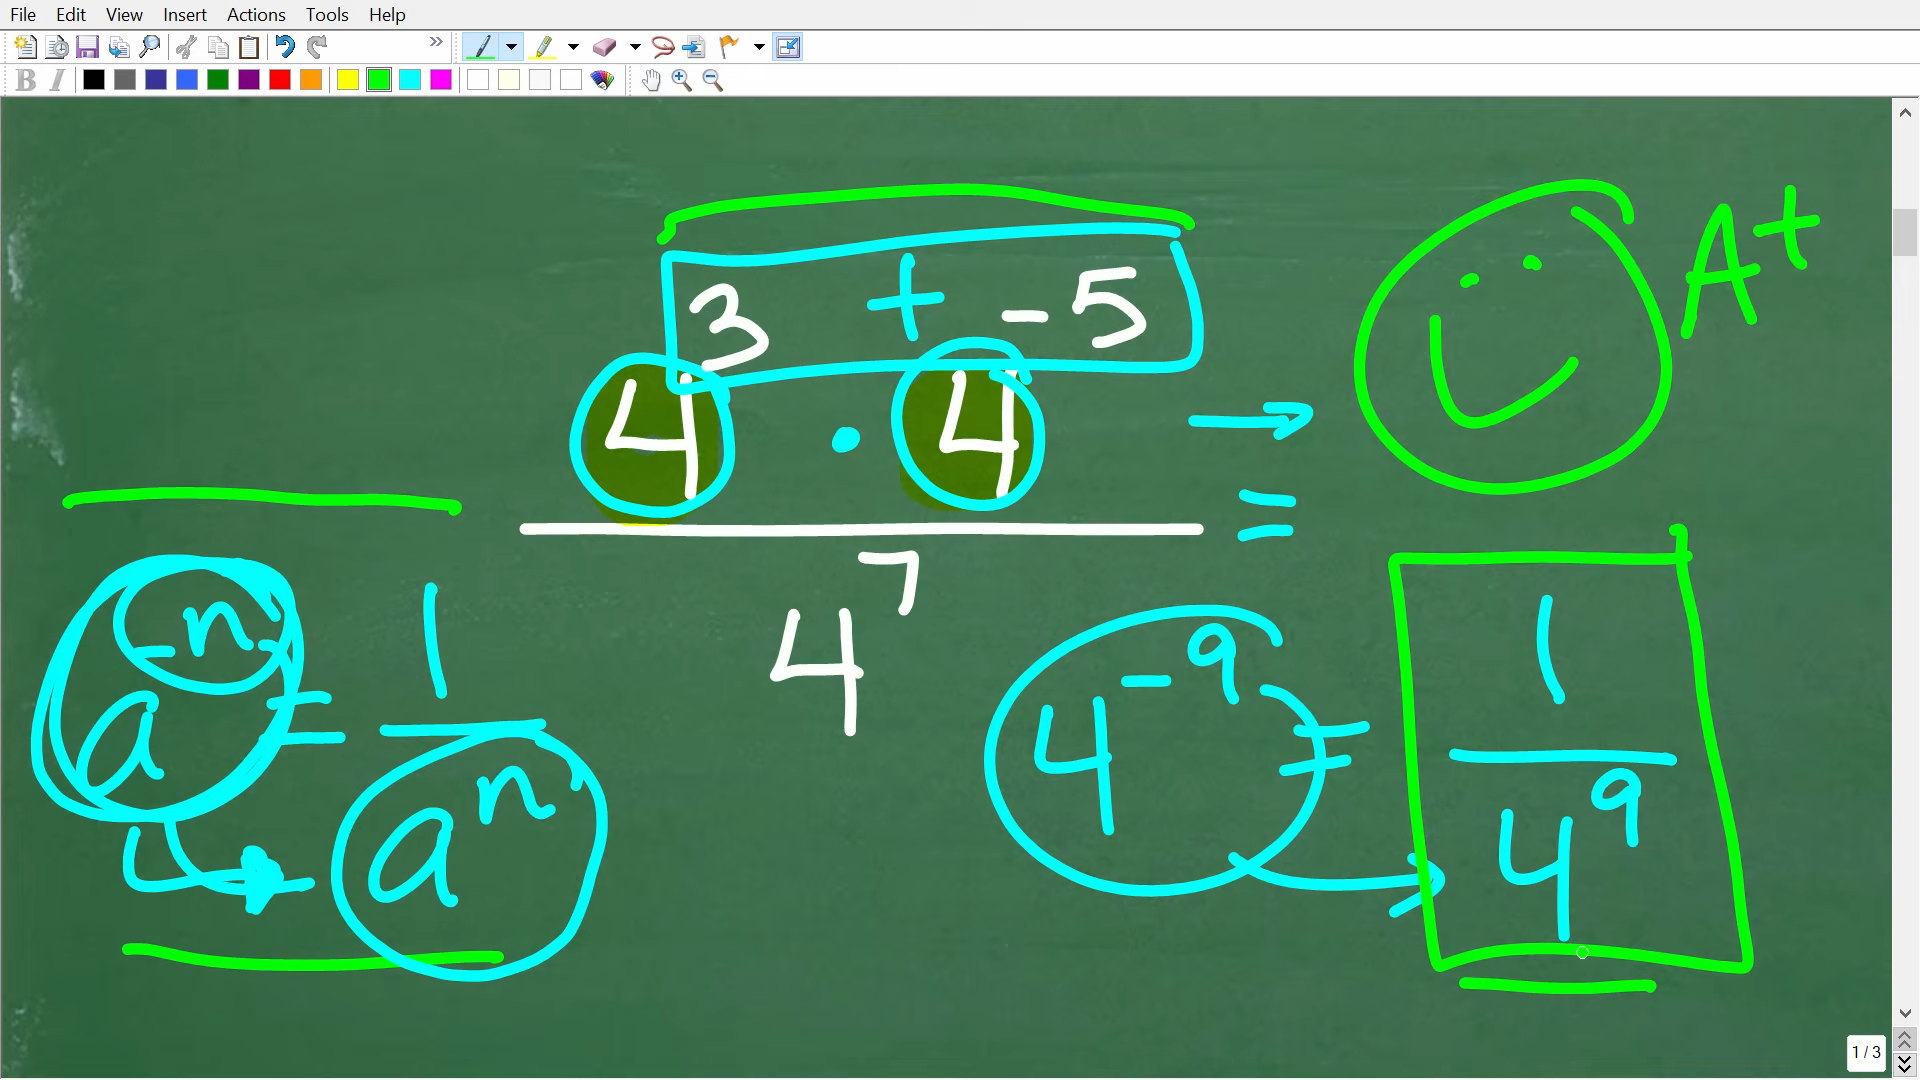 File Edit View Insert Actions Tools Help
B I
3 + -5
4 · 4
4^7
→
A+
=
a^-n = 1/a^n
4^-9 = 1/4^9
1 / 3